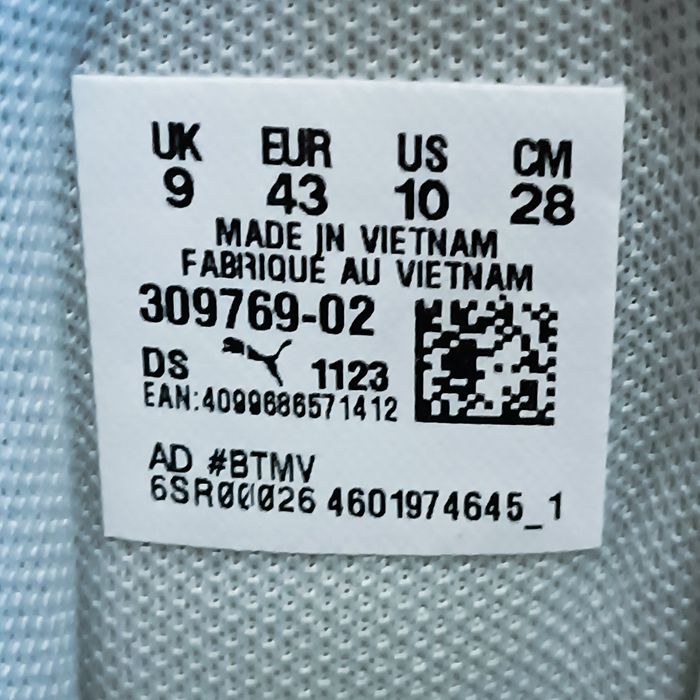 UK EUR US CM
9 43 10 28
MADE IN VIETNAM
FABRIQUÉ AU VIETNAM
309769-02
DS 1123
EAN:4099686571412
AD #BTMV
6SR00026 4601974645_1